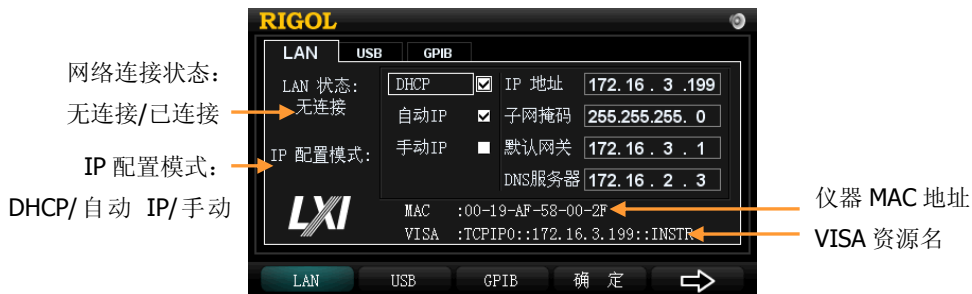 RIGOL
LAN USB GPIB
网络连接状态：
无连接/已连接
IP 配置模式：
DHCP/自动 IP/手动
LAN 状态：
无连接
IP 配置模式：
DHCP
自动IP
手动IP
IP 地址 172.16.3.199
子网掩码 255.255.255.0
默认网关 172.16.3.1
DNS服务器 172.16.2.3
LXI
MAC :00-19-AF-58-00-2F
VISA :TCPIP0::172.16.3.199::INSTR
仪器 MAC 地址
VISA 资源名
LAN USB GPIB 确 定